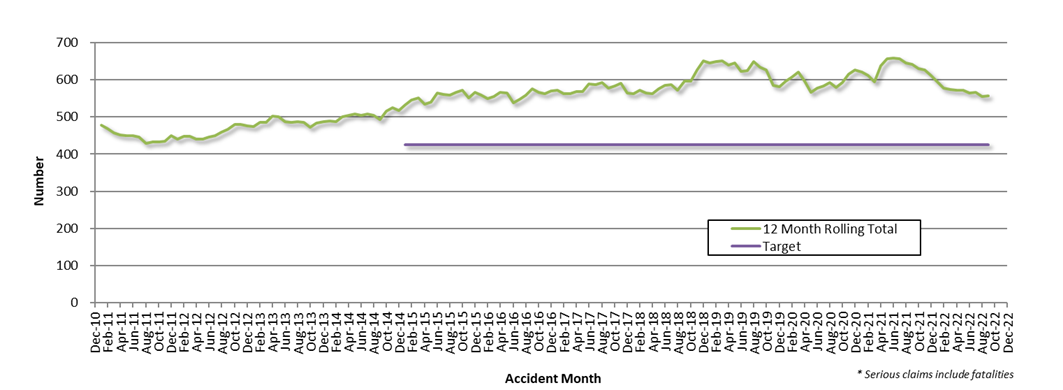 700
600
500
400
300
200
100
0
Number
12 Month Rolling Total
Target
Dec-10
Feb-11
Apr-11
Jun-11
Aug-11
Oct-11
Dec-11
Feb-12
Apr-12
Jun-12
Aug-12
Oct-12
Dec-12
Feb-13
Apr-13
Jun-13
Aug-13
Oct-13
Dec-13
Feb-14
Apr-14
Jun-14
Aug-14
Oct-14
Dec-14
Feb-15
Apr-15
Jun-15
Aug-15
Oct-15
Dec-15
Feb-16
Apr-16
Jun-16
Aug-16
Oct-16
Dec-16
Feb-17
Apr-17
Jun-17
Aug-17
Oct-17
Dec-17
Feb-18
Apr-18
Jun-18
Aug-18
Oct-18
Dec-18
Feb-19
Apr-19
Jun-19
Aug-19
Oct-19
Dec-19
Feb-20
Apr-20
Jun-20
Aug-20
Oct-20
Dec-20
Feb-21
Apr-21
Jun-21
Aug-21
Oct-21
Dec-21
Feb-22
Apr-22
Jun-22
Aug-22
Oct-22
Dec-22
Accident Month
* Serious claims include fatalities